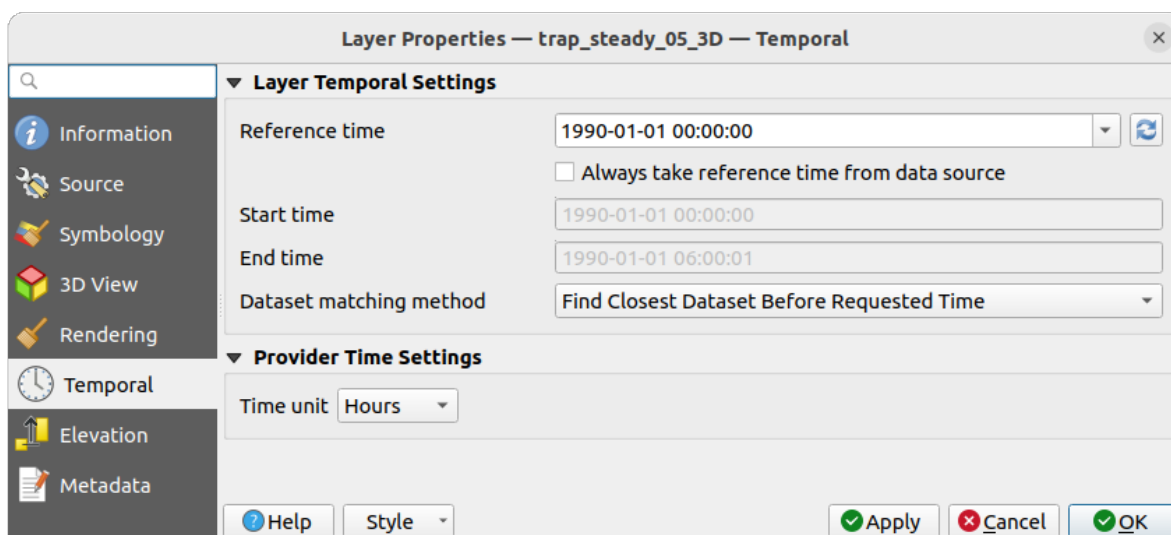 Layer Properties — trap_steady_05_3D — Temporal
Information
Source
Symbology
3D View
Rendering
Temporal
Elevation
Metadata
Layer Temporal Settings
Reference time 1990-01-01 00:00:00
Always take reference time from data source
Start time 1990-01-01 00:00:00
End time 1990-01-01 06:00:01
Dataset matching method Find Closest Dataset Before Requested Time
Provider Time Settings
Time unit Hours
Help Style Apply Cancel OK